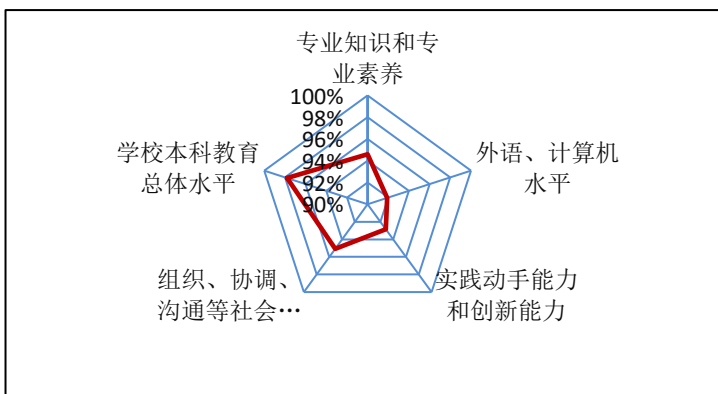 专业知识和专
业素养
100%
98%
96%
94%
92%
90%
外语、计算机
水平
实践动手能力
和创新能力
组织、协调、
沟通等社会…
学校本科教育
总体水平